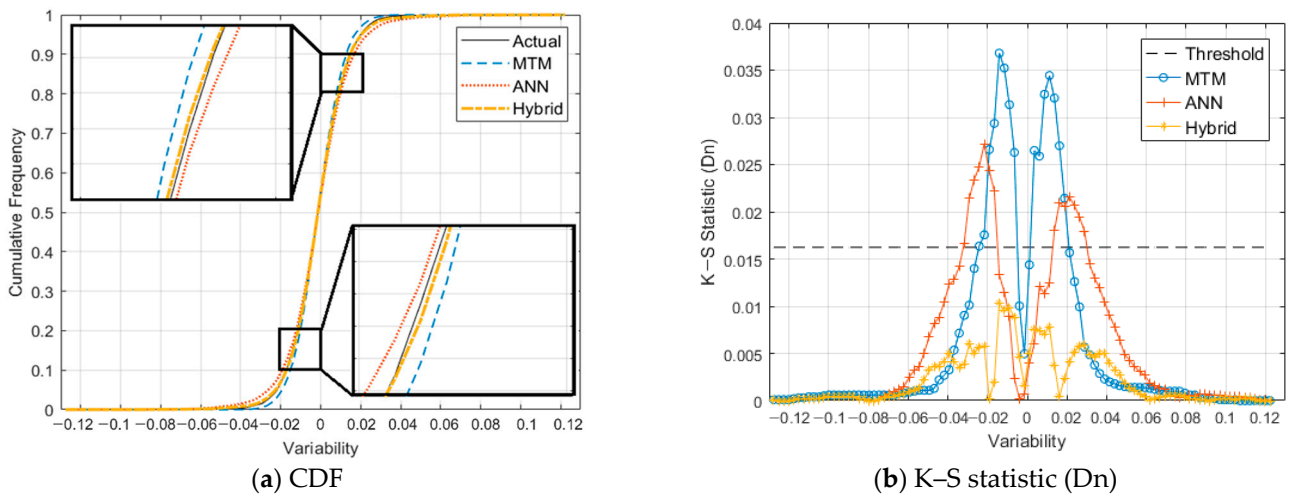 1
0.9
0.8
0.7
0.6
0.5
0.4
0.3
0.2
0.1
0
Cumulative Frequency
Actual
MTM
ANN
Hybrid
−0.12 −0.1 −0.08 −0.06 −0.04 −0.02 0 0.02 0.04 0.06 0.08 0.1 0.12
Variability
(a) CDF
0.04
0.035
0.03
0.025
0.02
0.015
0.01
0.005
0
K−S Statistic (Dn)
Threshold
MTM
ANN
Hybrid
−0.12 −0.1 −0.08 −0.06 −0.04 −0.02 0 0.02 0.04 0.06 0.08 0.1 0.12
Variability
(b) K–S statistic (Dn)